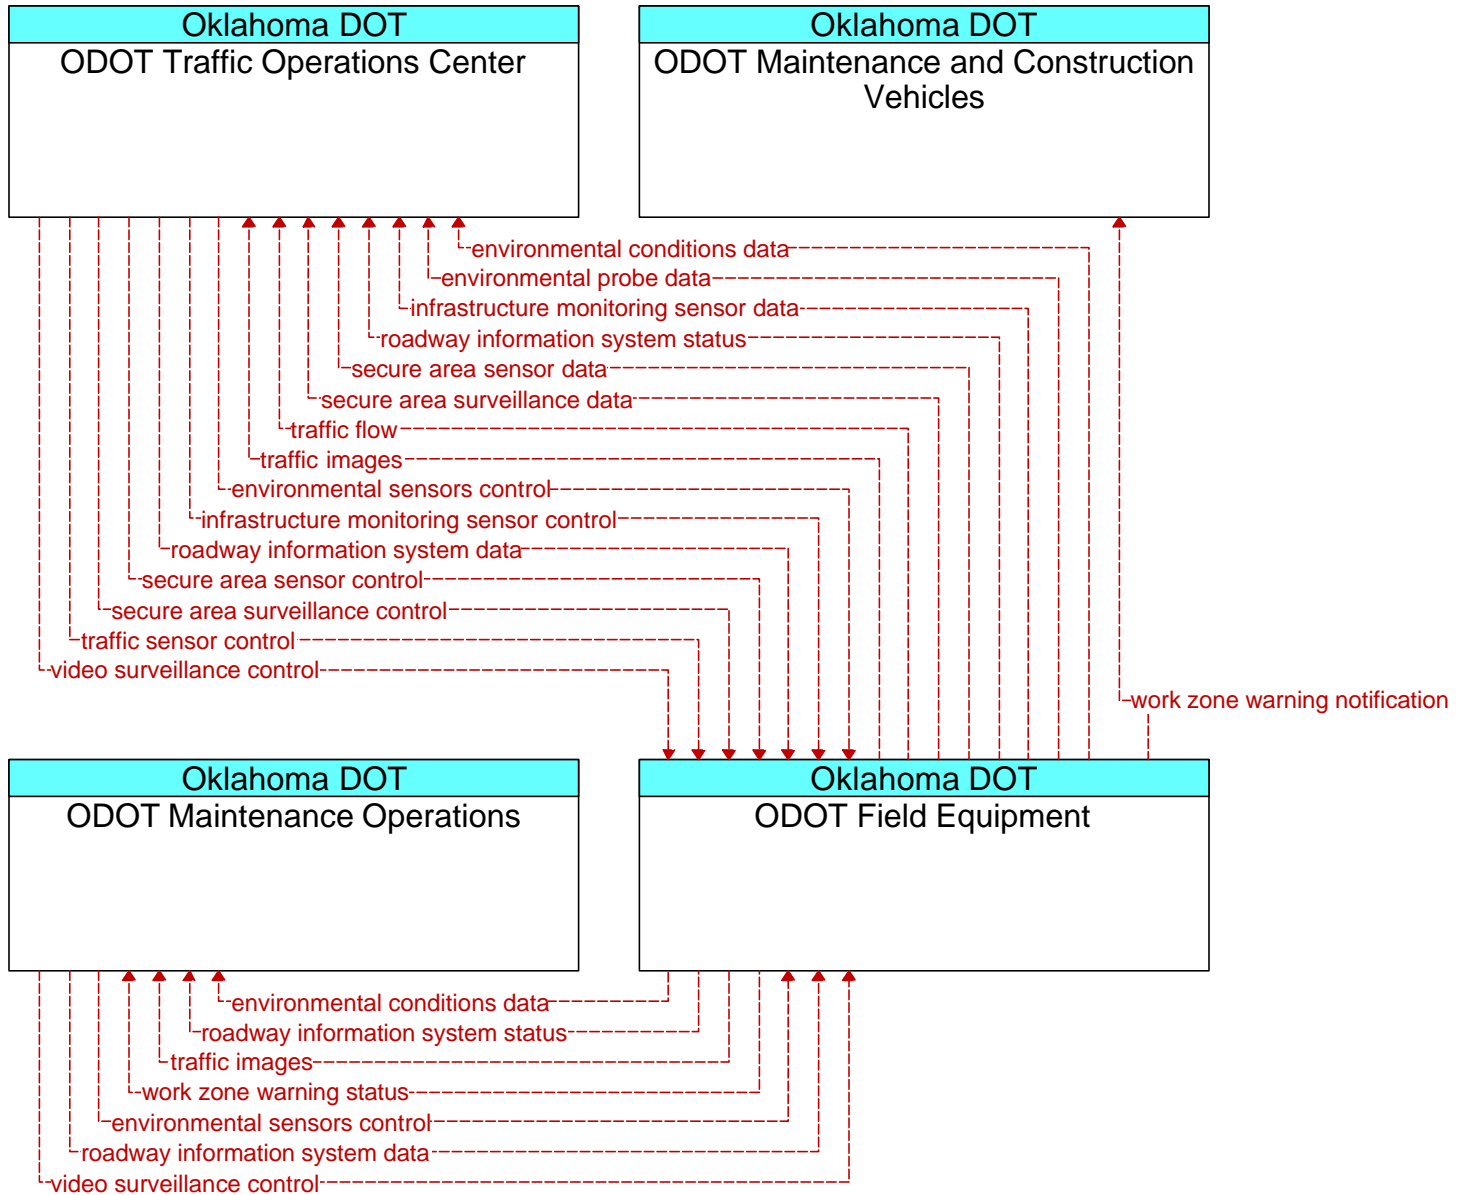 Oklahoma DOT
ODOT Traffic Operations Center
Oklahoma DOT
ODOT Maintenance and Construction
Vehicles
environmental conditions data
environmental probe data
infrastructure monitoring sensor data
roadway information system status
secure area sensor data
secure area surveillance data
traffic flow
traffic images
environmental sensors control
infrastructure monitoring sensor control
roadway information system data
secure area sensor control
secure area surveillance control
traffic sensor control
video surveillance control
work zone warning notification
Oklahoma DOT
ODOT Maintenance Operations
Oklahoma DOT
ODOT Field Equipment
environmental conditions data
roadway information system status
traffic images
work zone warning status
environmental sensors control
roadway information system data
video surveillance control